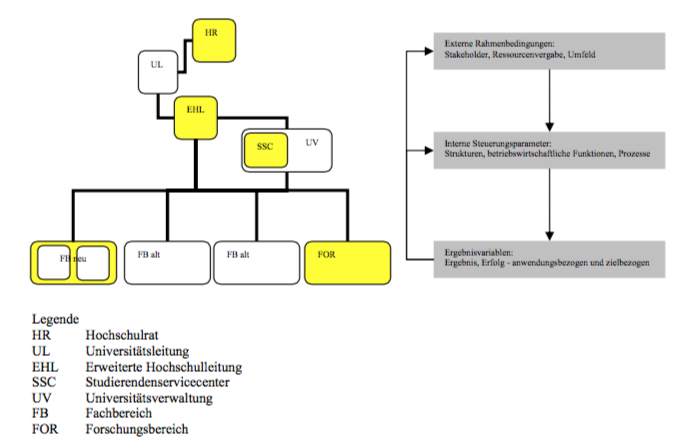 HR
UL
EHL
SSC
UV
FB neu
FB alt
FB alt
FOR
Externe Rahmenbedingungen:
Stakeholder, Ressourcenvergabe, Umfeld
Interne Steuerungsparameter:
Strukturen, betriebswirtschaftliche Funktionen, Prozesse
Ergebnisvariablen:
Ergebnis, Erfolg - anwendungsbezogen und zielbezogen
Legende
HR Hochschulrat
UL Universitätsleitung
EHL Erweiterte Hochschulleitung
SSC Studierendenservicecenter
UV Universitätsverwaltung
FB Fachbereich
FOR Forschungsbereich